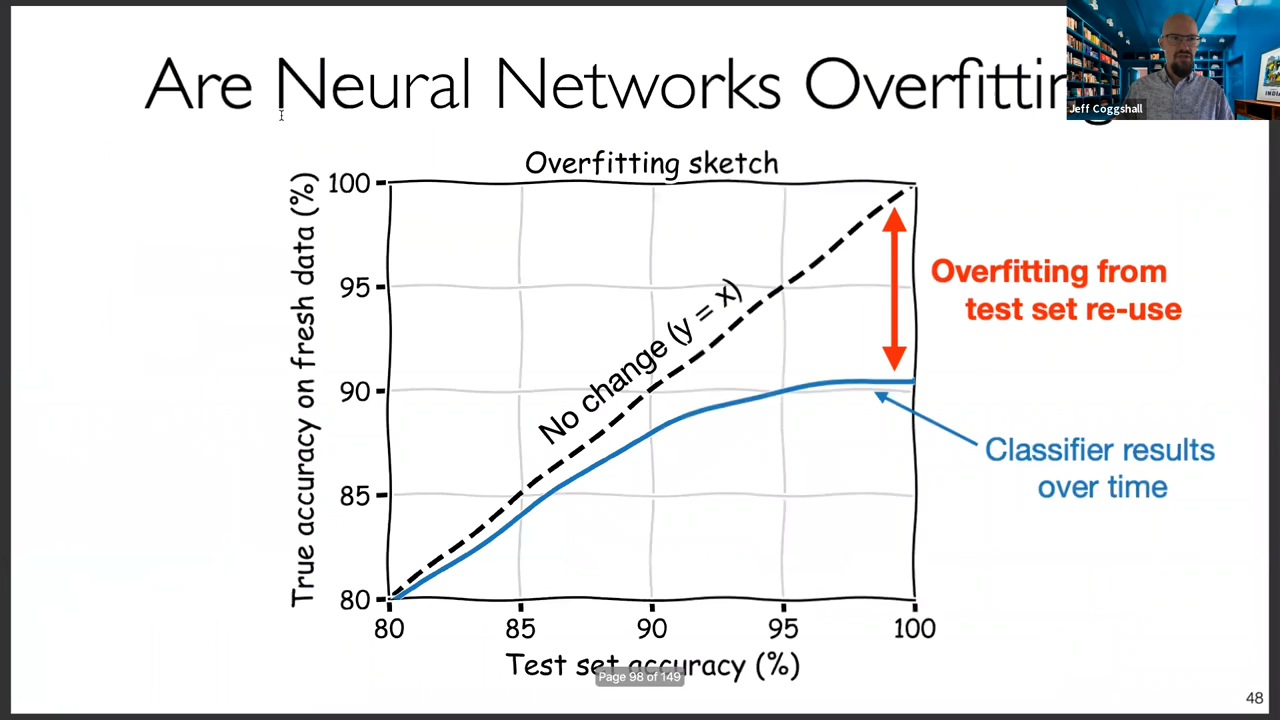 Are Neural Networks Overfittin
Jeff Coggshall
INDI
Overfitting sketch
True accuracy on fresh data (%)
100
95
90
85
80
No change (y = x)
Overfitting from
test set re-use
Classifier results
over time
80 85 90 95 100
Test set accuracy (%)
Page 98 of 149
48